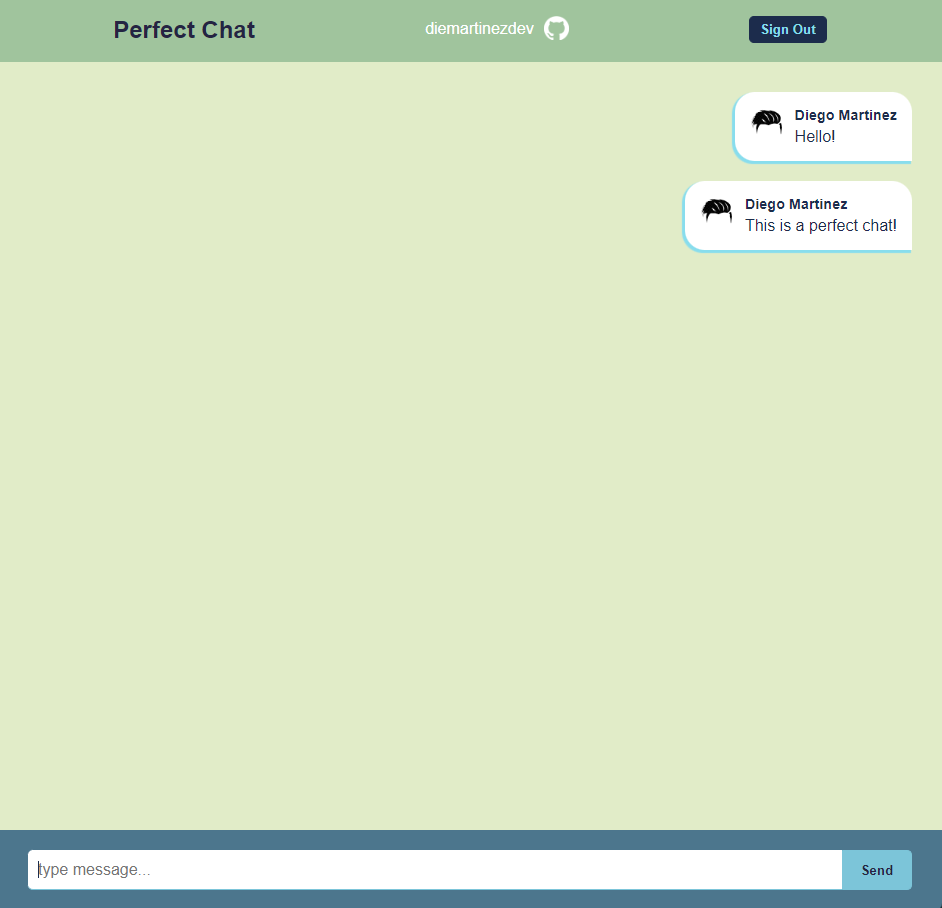 Perfect Chat
diemartinezdev
Sign Out
Diego Martinez
Hello!
Diego Martinez
This is a perfect chat!
type message...
Send